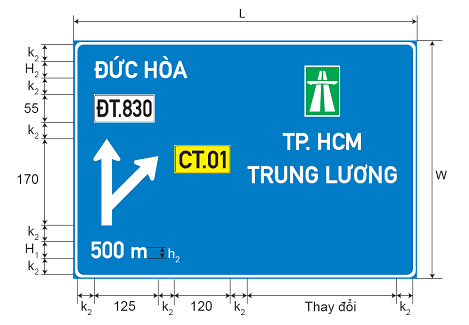 L
k2
H2
k2
55
k2
170
k2
H1
k2
ĐỨC HÒA
ĐT.830
CT.01
TP. HCM
TRUNG LƯƠNG
500 m
h2
W
k2
125
k2
120
k2
Thay đổi
k2